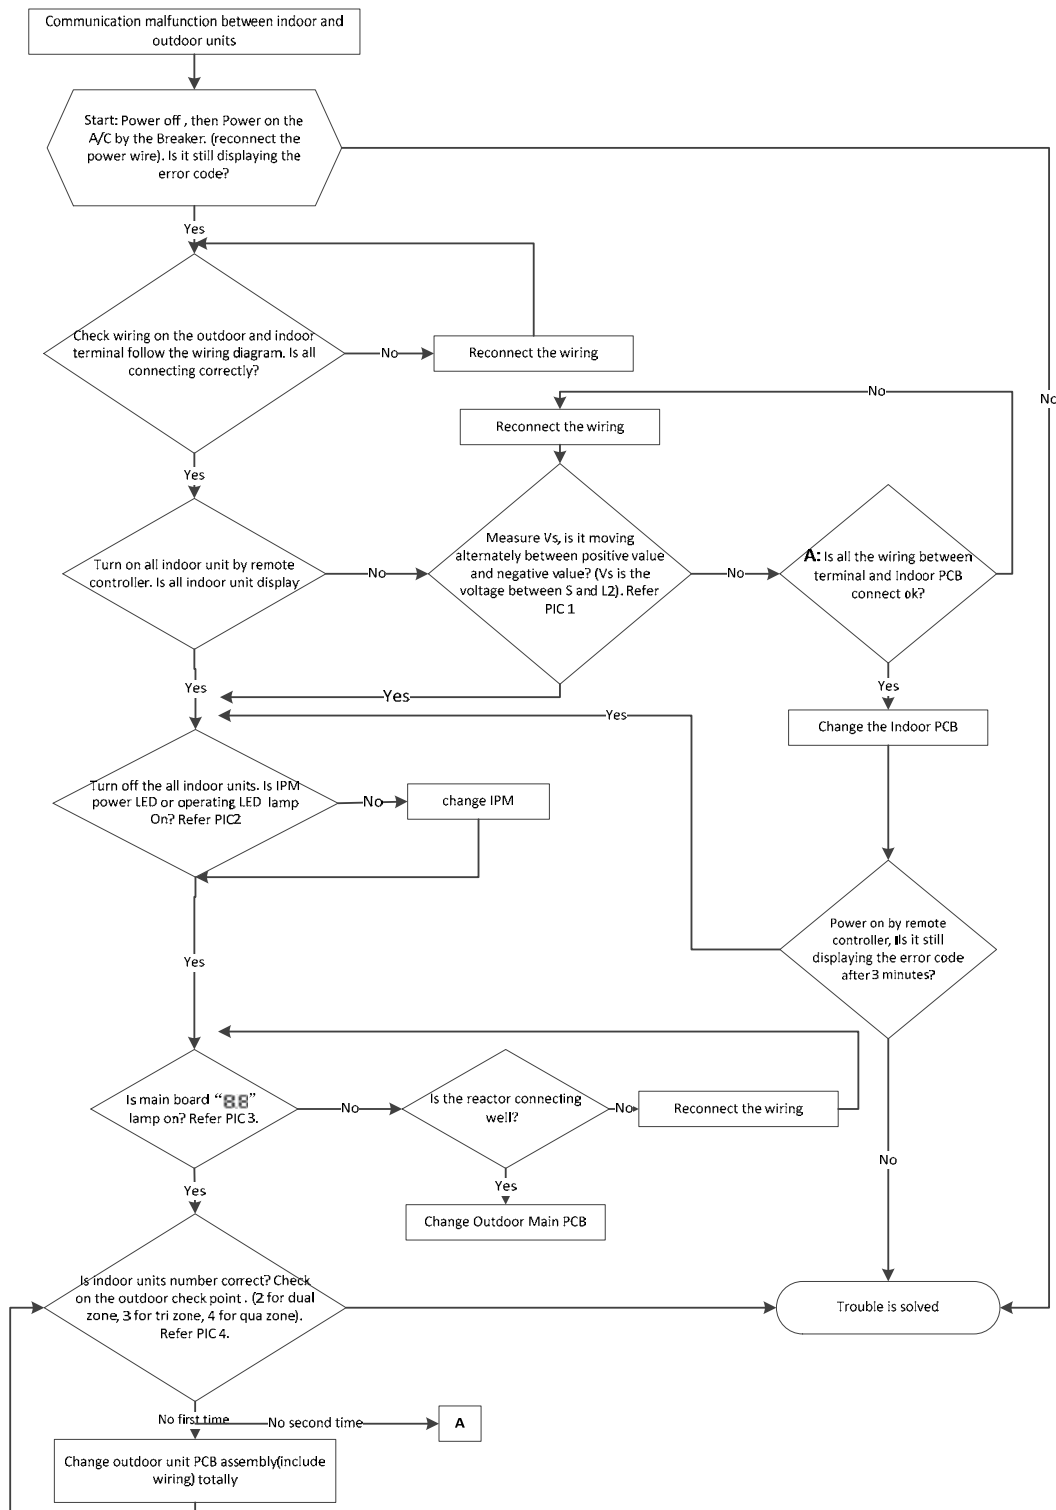 Communication malfunction between indoor and
outdoor units
Start: Power off , then Power on the
A/C by the Breaker. (reconnect the
power wire). Is it still displaying the
error code?
Yes
No
Check wiring on the outdoor and indoor
terminal follow the wiring diagram. Is all
connecting correctly?
No
Reconnect the wiring
Yes
No
Reconnect the wiring
Turn on all indoor unit by remote
controller. Is all indoor unit display
No
Measure Vs, is it moving
alternately between positive value
and negative value? (Vs is the
voltage between S and L2). Refer
PIC 1
No
A: Is all the wiring between
terminal and Indoor PCB
connect ok?
Yes
Yes
Yes
Yes
Change the Indoor PCB
Turn off the all indoor units. Is IPM
power LED or operating LED lamp
On? Refer PIC2
No
change IPM
Yes
Power on by remote
controller, Is it still
displaying the error code
after 3 minutes?
Is main board “8.8”
lamp on? Refer PIC 3.
No
Is the reactor connecting
well?
No
Reconnect the wiring
Yes
Yes
No
Change Outdoor Main PCB
Is indoor units number correct? Check
on the outdoor check point . (2 for dual
zone, 3 for tri zone, 4 for qua zone).
Refer PIC 4.
Trouble is solved
No first time
No second time
A
Change outdoor unit PCB assembly(include
wiring) totally